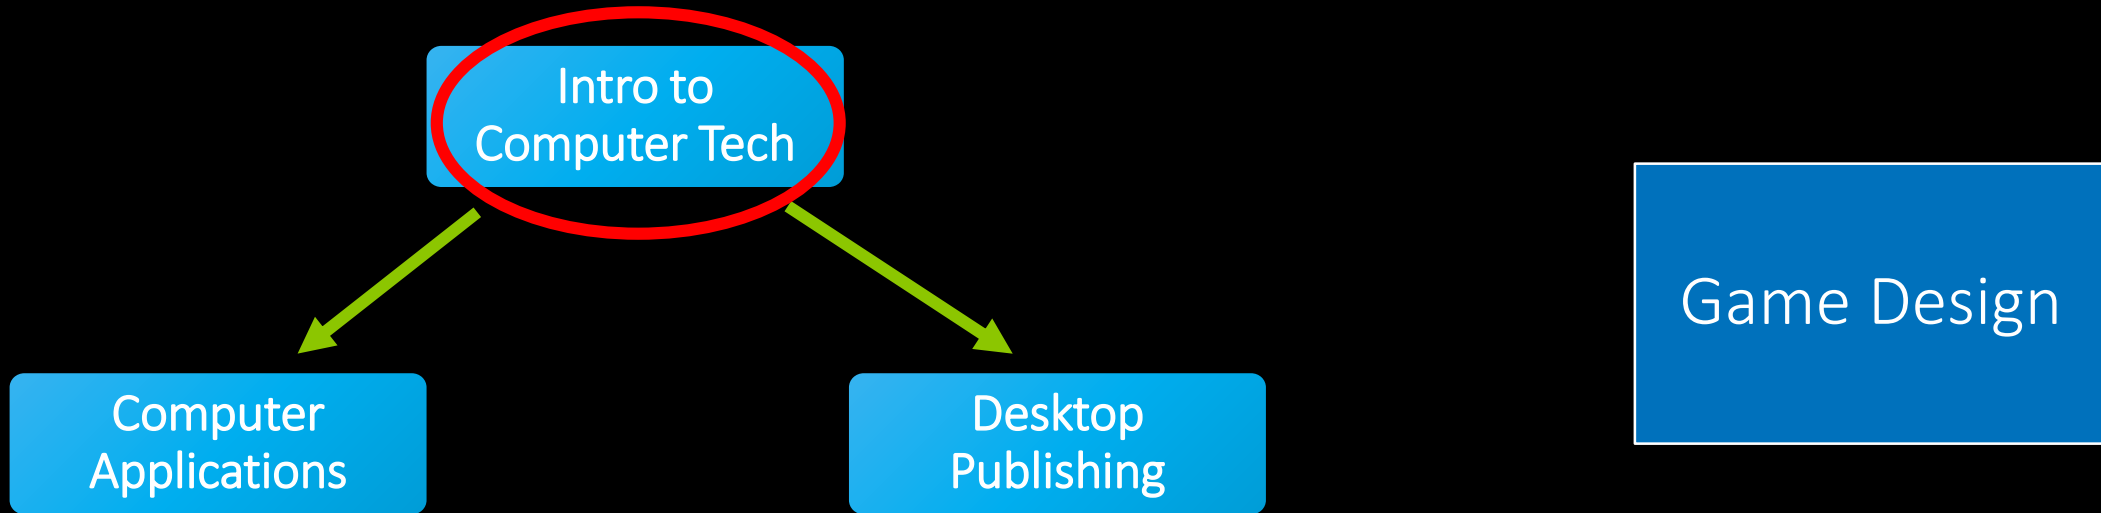 Intro to
Computer Tech
Game Design
Computer
Applications
Desktop
Publishing